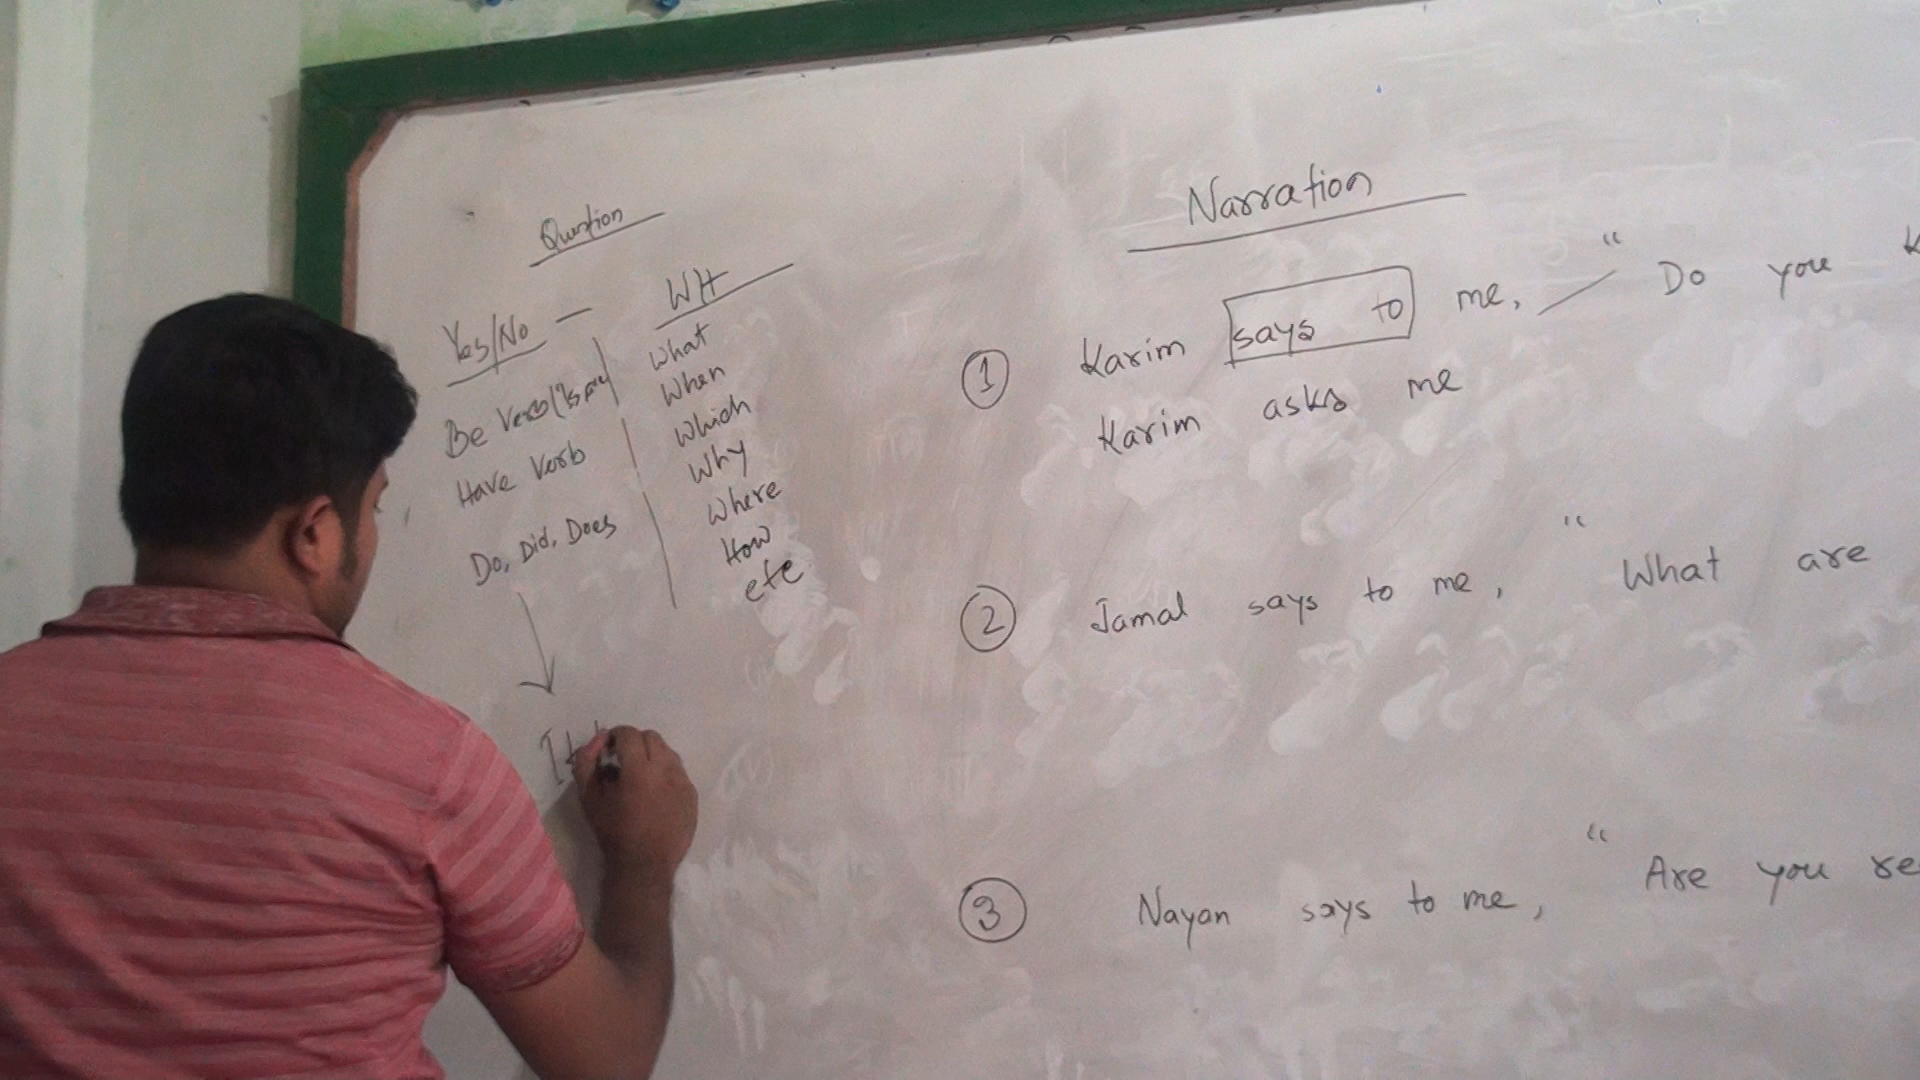 Question
Yes/No —
Be Verb
Have Verb
Do, Did, Does
WH
What
When
Which
Why
Where
How
etc
Narration
① Karim says to me, “ Do you
Karim asks me
② Jamal says to me, “ What are
③ Nayan says to me, “ Are you